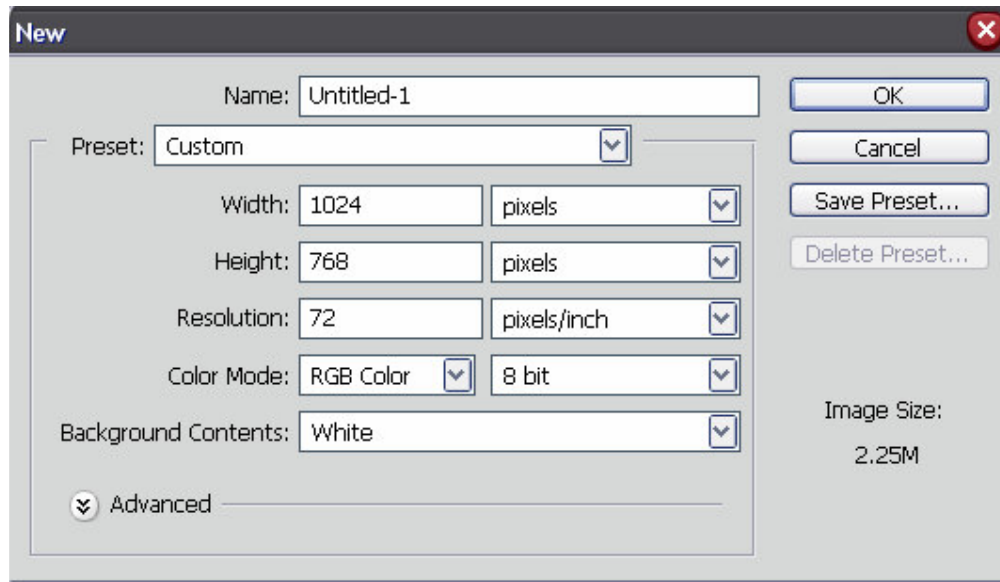 New
Name: Untitled-1
OK
Preset: Custom
Cancel
Width: 1024 pixels
Save Preset...
Height: 768 pixels
Delete Preset...
Resolution: 72 pixels/inch
Color Mode: RGB Color 8 bit
Image Size:
Background Contents: White
2.25M
Advanced